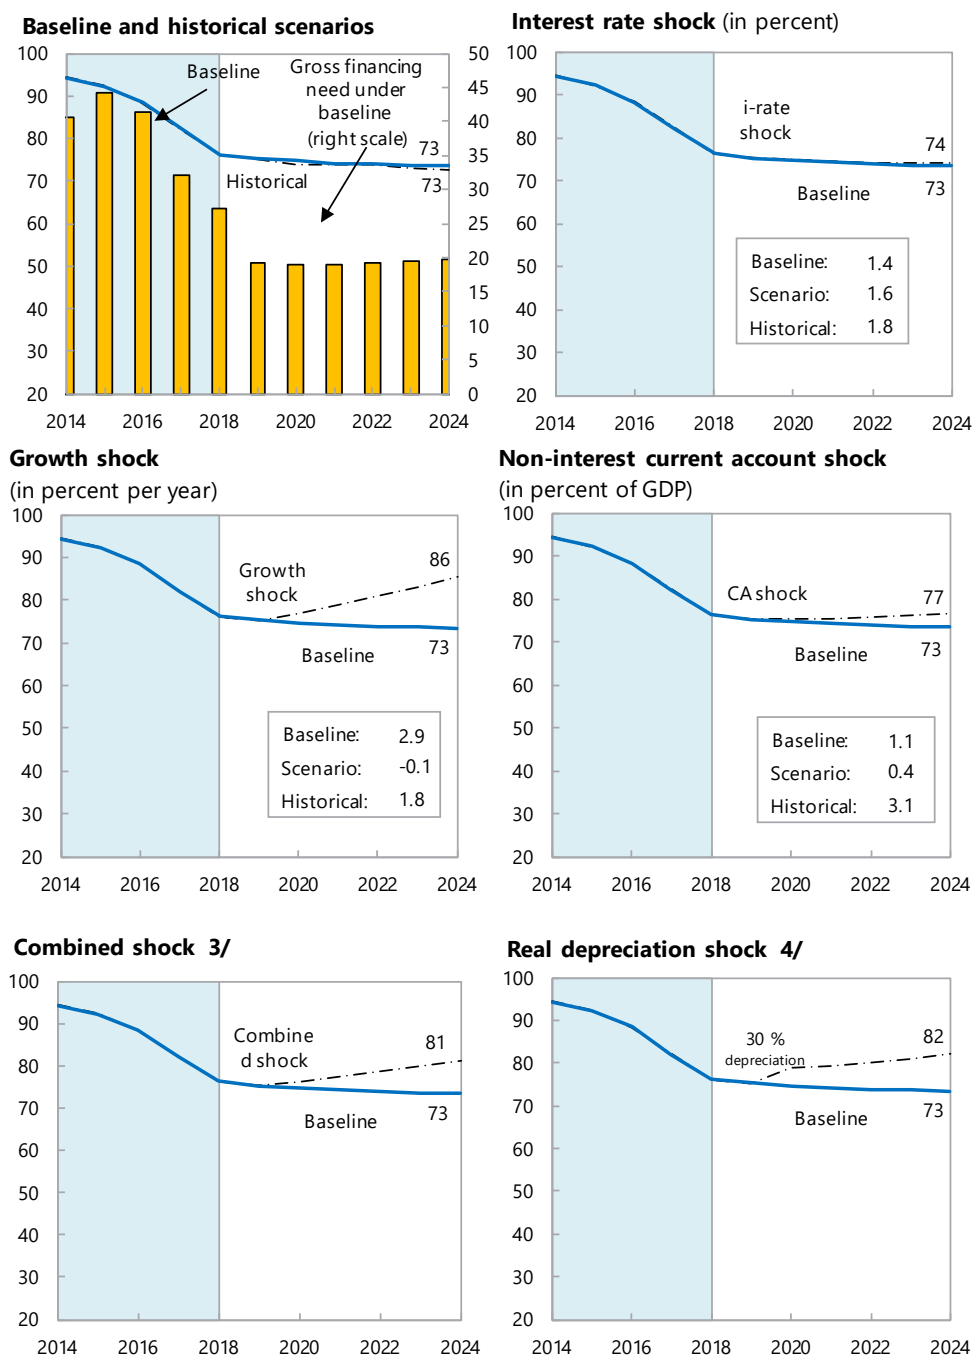 Baseline and historical scenarios
100
90
80
70
60
50
40
30
20
50
45
40
35
30
25
20
15
10
5
0
Baseline
Gross financing
need under
baseline
(right scale)
73
Historical
73
2014 2016 2018 2020 2022 2024
Interest rate shock (in percent)
100
90
80
70
60
50
40
30
20
i-rate
shock
74
Baseline
73
Baseline: 1.4
Scenario: 1.6
Historical: 1.8
2014 2016 2018 2020 2022 2024
Growth shock
(in percent per year)
100
90
80
70
60
50
40
30
20
Growth
shock
86
Baseline
73
Baseline: 2.9
Scenario: -0.1
Historical: 1.8
2014 2016 2018 2020 2022 2024
Non-interest current account shock
(in percent of GDP)
100
90
80
70
60
50
40
30
20
CA shock
77
Baseline
73
Baseline: 1.1
Scenario: 0.4
Historical: 3.1
2014 2016 2018 2020 2022 2024
Combined shock 3/
100
90
80
70
60
50
40
30
20
Combine
d shock
81
Baseline
73
2014 2016 2018 2020 2022 2024
Real depreciation shock 4/
100
90
80
70
60
50
40
30
20
30 %
depreciation
82
Baseline
73
2014 2016 2018 2020 2022 2024